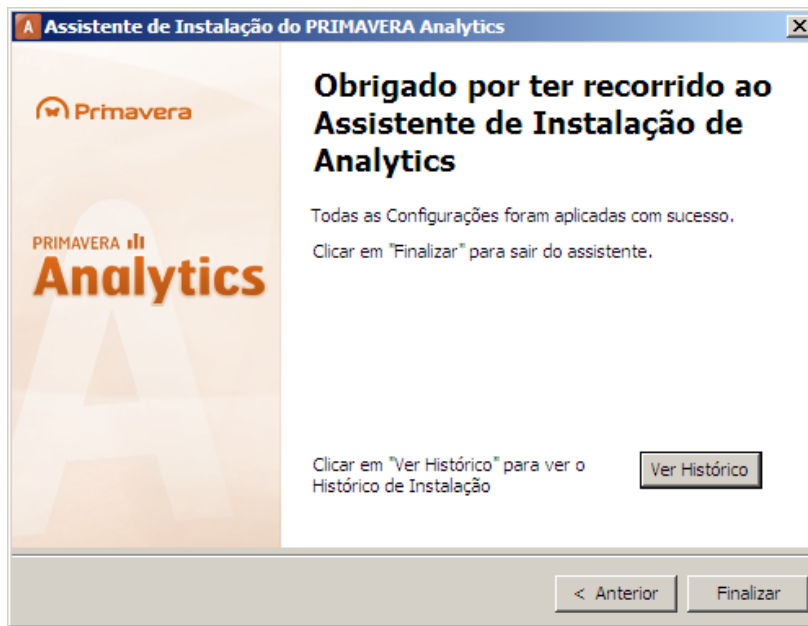 Assistente de Instalação do PRIMAVERA Analytics
Primavera
PRIMAVERA
Analytics
Obrigado por ter recorrido ao
Assistente de Instalação de
Analytics
Todas as Configurações foram aplicadas com sucesso.
Clicar em "Finalizar" para sair do assistente.
Clicar em "Ver Histórico" para ver o
Histórico de Instalação
Ver Histórico
< Anterior
Finalizar